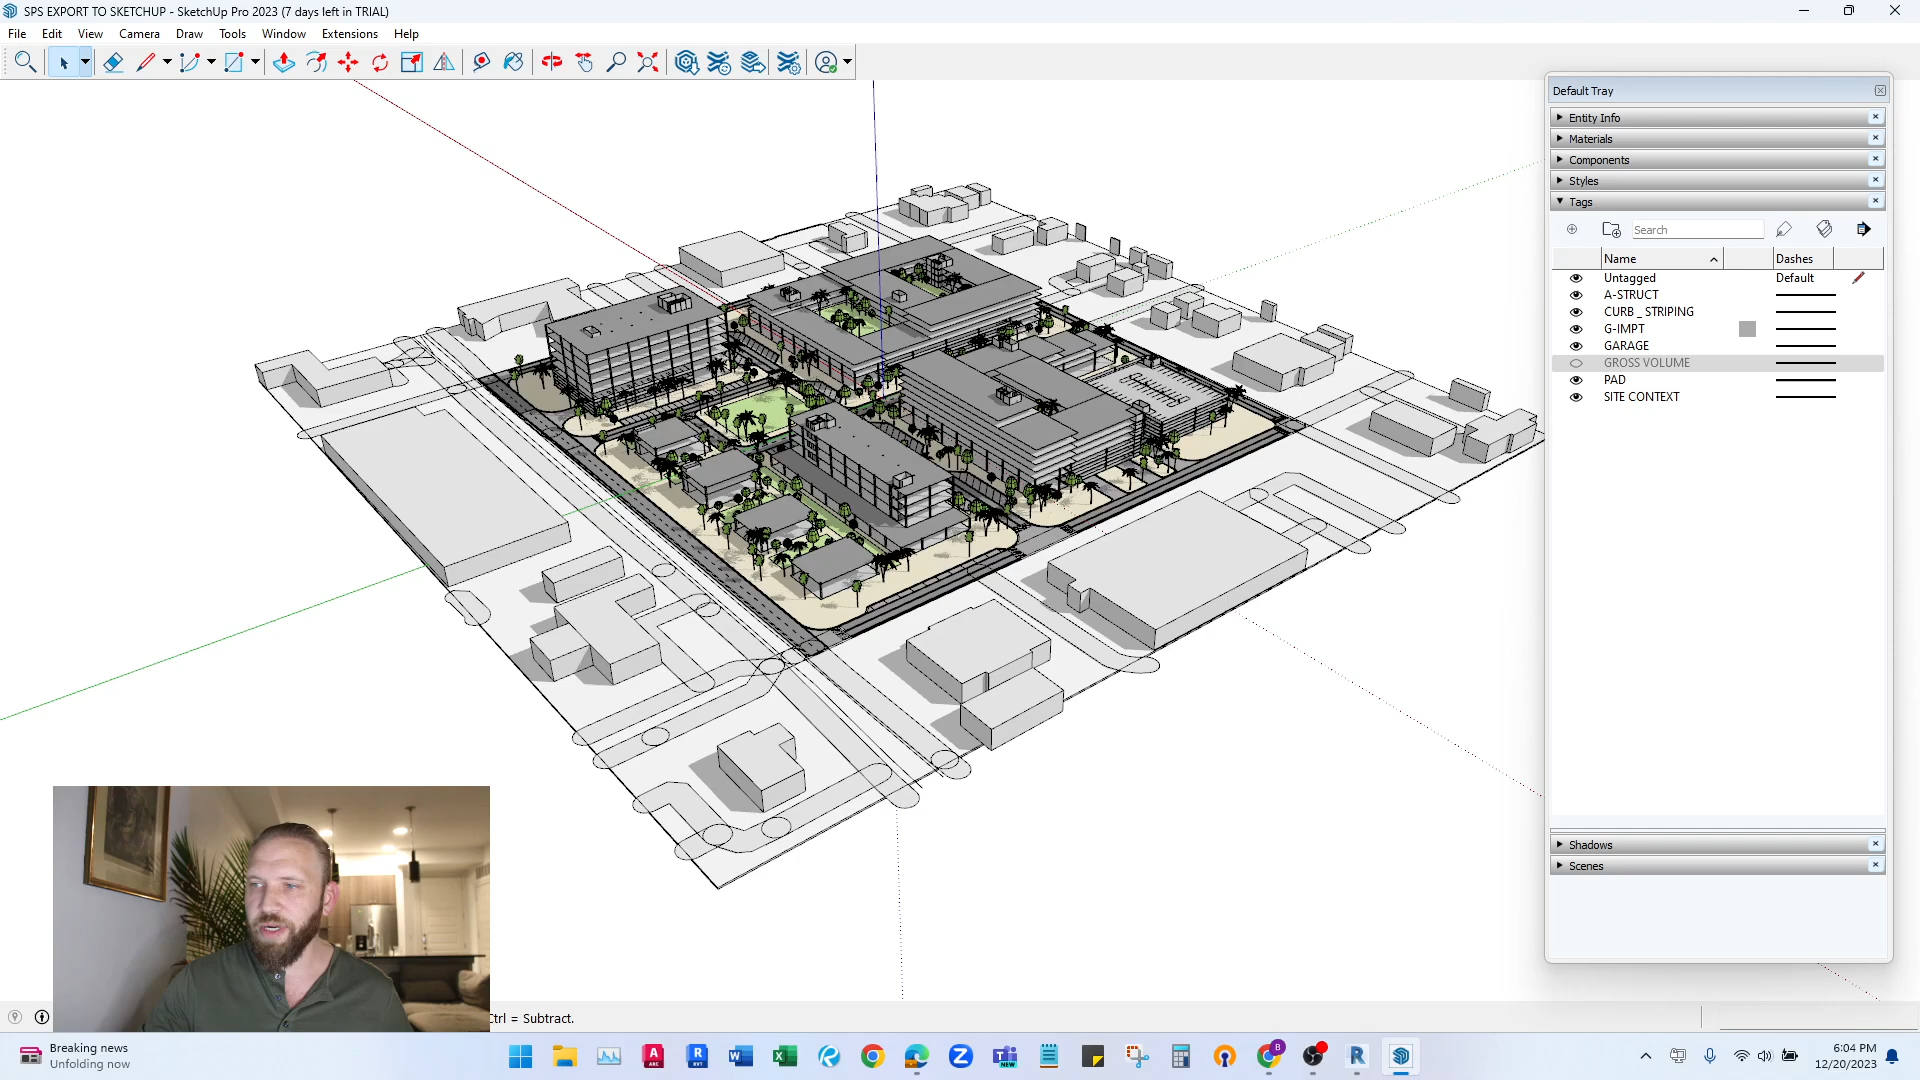 SPS EXPORT TO SKETCHUP - SketchUp Pro 2023 (7 days left in TRIAL)
File Edit View Camera Draw Tools Window Extensions Help
Default Tray
Entity Info
Materials
Components
Styles
Tags
Search
Name Dashes
Untagged Default
A-STRUCT
CURB _ STRIPING
G-IMPT
GARAGE
GROSS VOLUME
PAD
SITE CONTEXT
Shadows
Scenes
Ctrl = Subtract.
Breaking news
Unfolding now
6:04 PM
12/20/2023